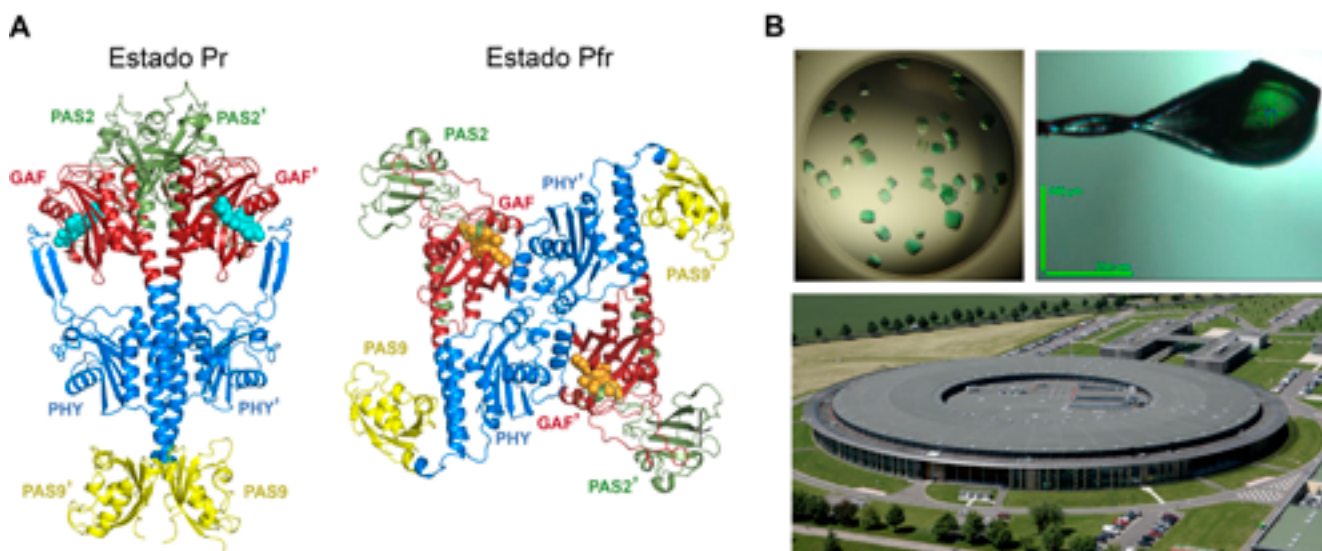 A
Estado Pr
PAS2
PAS2'
GAF
GAF'
PHY
PHY'
PAS9'
PAS9
Estado Pfr
PAS2
GAF
PHY'
PAS9'
PAS9
GAF'
PHY
PAS2'
B